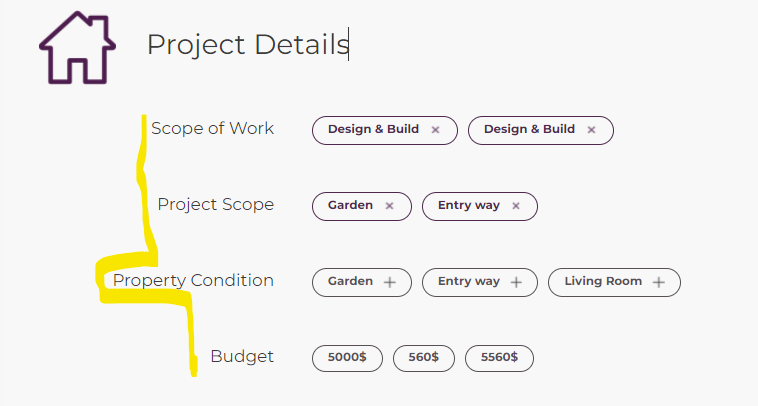 Project Details
Scope of Work Design & Build × Design & Build ×
Project Scope Garden × Entry way ×
Property Condition Garden + Entry way + Living Room +
Budget 5000$ 560$ 5560$